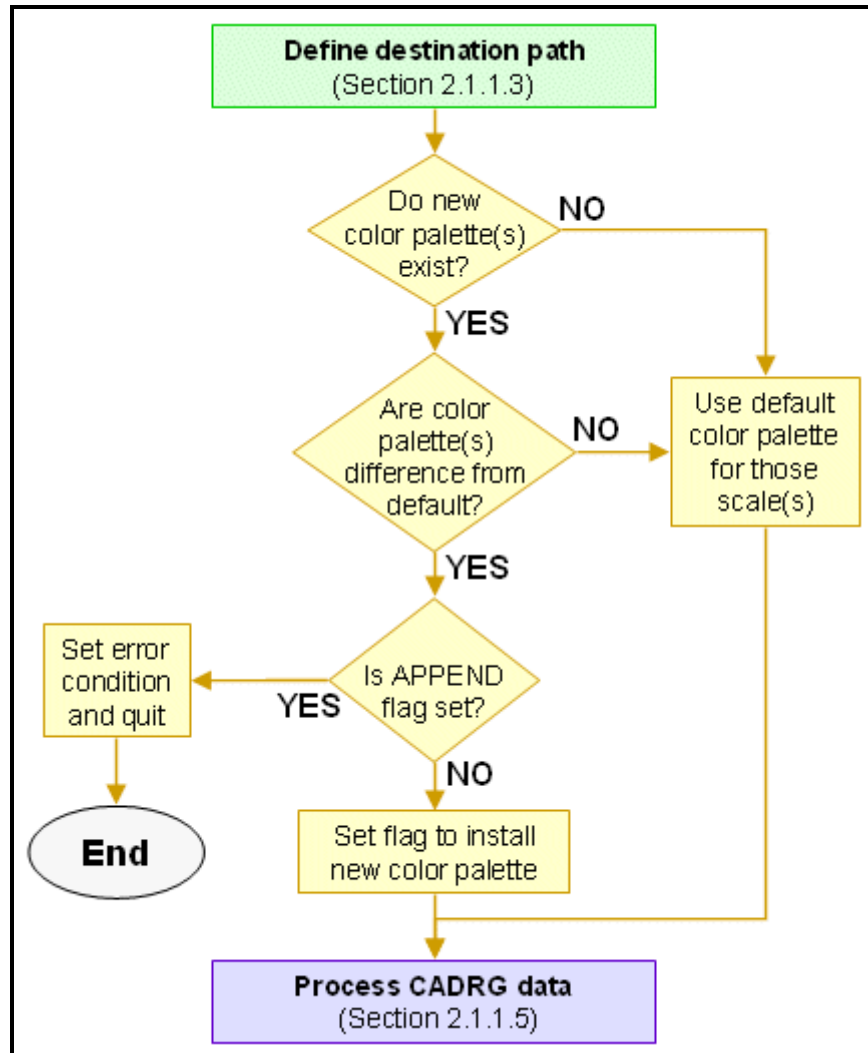 Define destination path
(Section 2.1.1.3)
Do new
color palette(s)
exist?
NO
YES
Are color
palette(s)
difference from
default?
NO
Use default
color palette
for those
scale(s)
YES
Set error
condition
and quit
Is APPEND
flag set?
YES
NO
End
Set flag to install
new color palette
Process CADRG data
(Section 2.1.1.5)